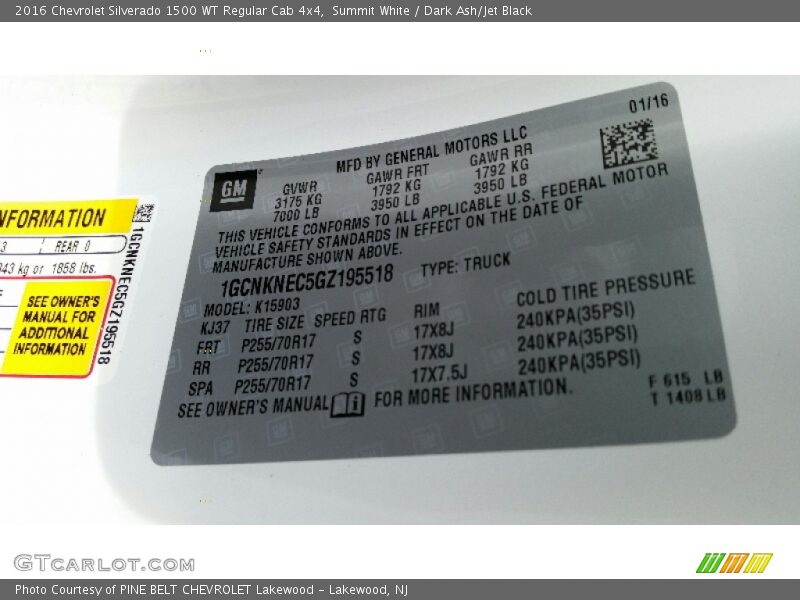 2016 Chevrolet Silverado 1500 WT Regular Cab 4x4, Summit White / Dark Ash/Jet Black
01/16
GM
MFD BY GENERAL MOTORS LLC
GVWR GAWR FRT GAWR RR
3175 KG 1792 KG 1792 KG
7000 LB 3950 LB 3950 LB
THIS VEHICLE CONFORMS TO ALL APPLICABLE U.S. FEDERAL MOTOR
VEHICLE SAFETY STANDARDS IN EFFECT ON THE DATE OF
MANUFACTURE SHOWN ABOVE.
1GCNKNEC5GZ195518 TYPE: TRUCK
MODEL: K15903
KJ37 TIRE SIZE SPEED RTG RIM COLD TIRE PRESSURE
FRT P255/70R17 S 17X8J 240KPA(35PSI)
RR P255/70R17 S 17X8J 240KPA(35PSI)
SPA P255/70R17 S 17X7.5J 240KPA(35PSI)
SEE OWNER'S MANUAL FOR MORE INFORMATION.
F 615 LB
T 1408 LB
NFORMATION
3 REAR 0
943 kg or 1858 lbs.
SEE OWNER'S
MANUAL FOR
ADDITIONAL
INFORMATION
1GCNKNEC5GZ195518
GTcarlot.com
Photo Courtesy of PINE BELT CHEVROLET Lakewood - Lakewood, NJ